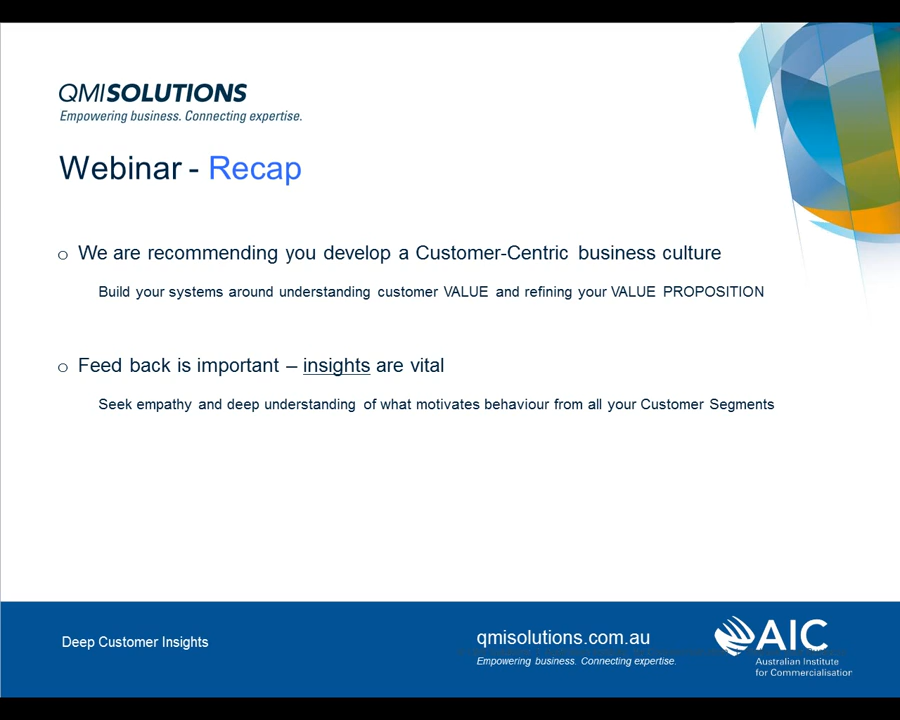 QMISOLUTIONS
Empowering business. Connecting expertise.
Webinar - Recap
o We are recommending you develop a Customer-Centric business culture
Build your systems around understanding customer VALUE and refining your VALUE PROPOSITION
o Feed back is important – insights are vital
Seek empathy and deep understanding of what motivates behaviour from all your Customer Segments
Deep Customer Insights
qmisolutions.com.au
Empowering business. Connecting expertise.
AIC
Australian Institute
for Commercialisation